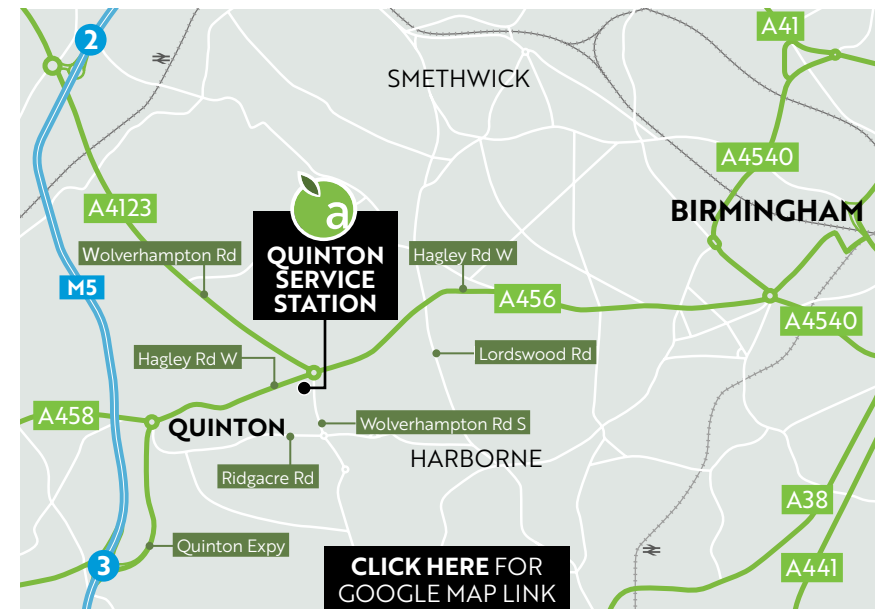 2
A41
SMETHWICK
A4540
A4123
a
BIRMINGHAM
Wolverhampton Rd
QUINTON
SERVICE
STATION
Hagley Rd W
M5
A456
A4540
Hagley Rd W
Lordswood Rd
A458
QUINTON
Wolverhampton Rd S
HARBORNE
Ridgacre Rd
A38
Quinton Expy
3
CLICK HERE FOR
GOOGLE MAP LINK
A441